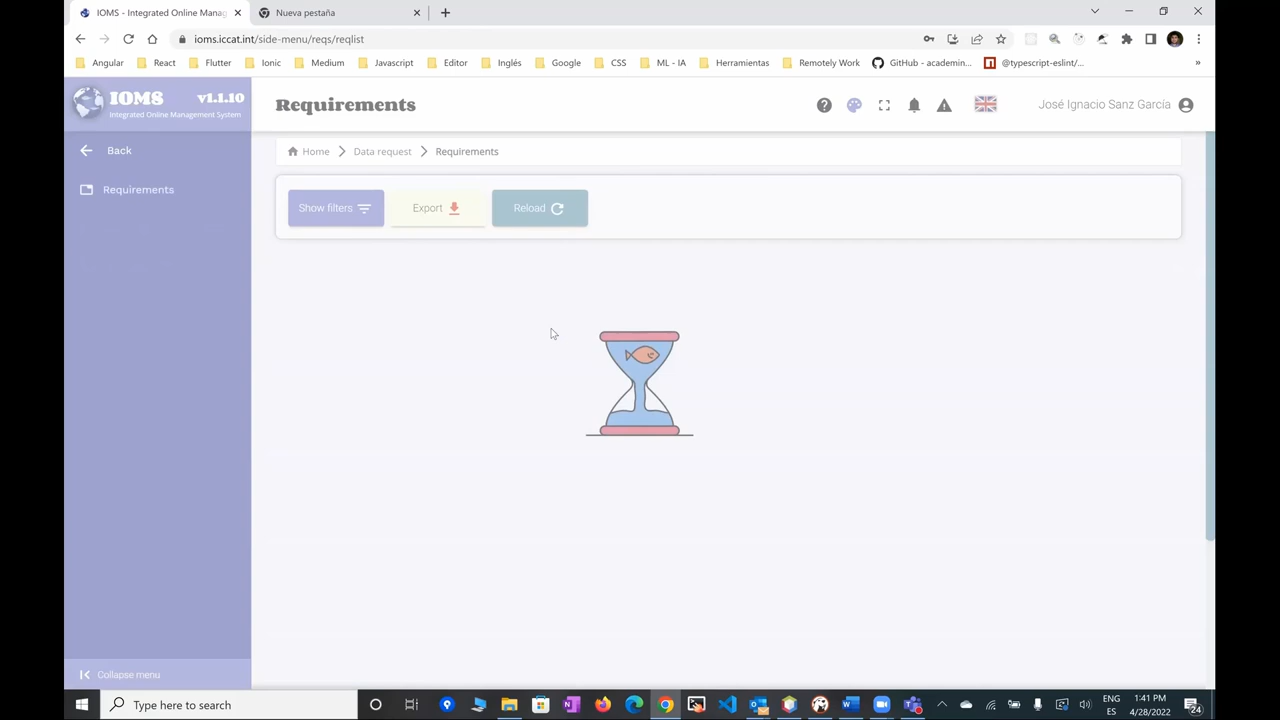 IOMS - Integrated Online Manag
Nueva pestaña
ioms.iccat.int/side-menu/reqs/reqlist
Angular
React
Flutter
Ionic
Medium
Javascript
Editor
Inglés
Google
CSS
ML - IA
Herramientas
Remotely Work
GitHub - academin...
@typescript-eslint/...
»
IOMS v1.1.10
Integrated Online Management System
Requirements
José Ignacio Sanz García
Back
Home
Data request
Requirements
Requirements
Show filters
Export
Reload
Collapse menu
Type here to search
ENG
ES
1:41 PM
4/28/2022
24